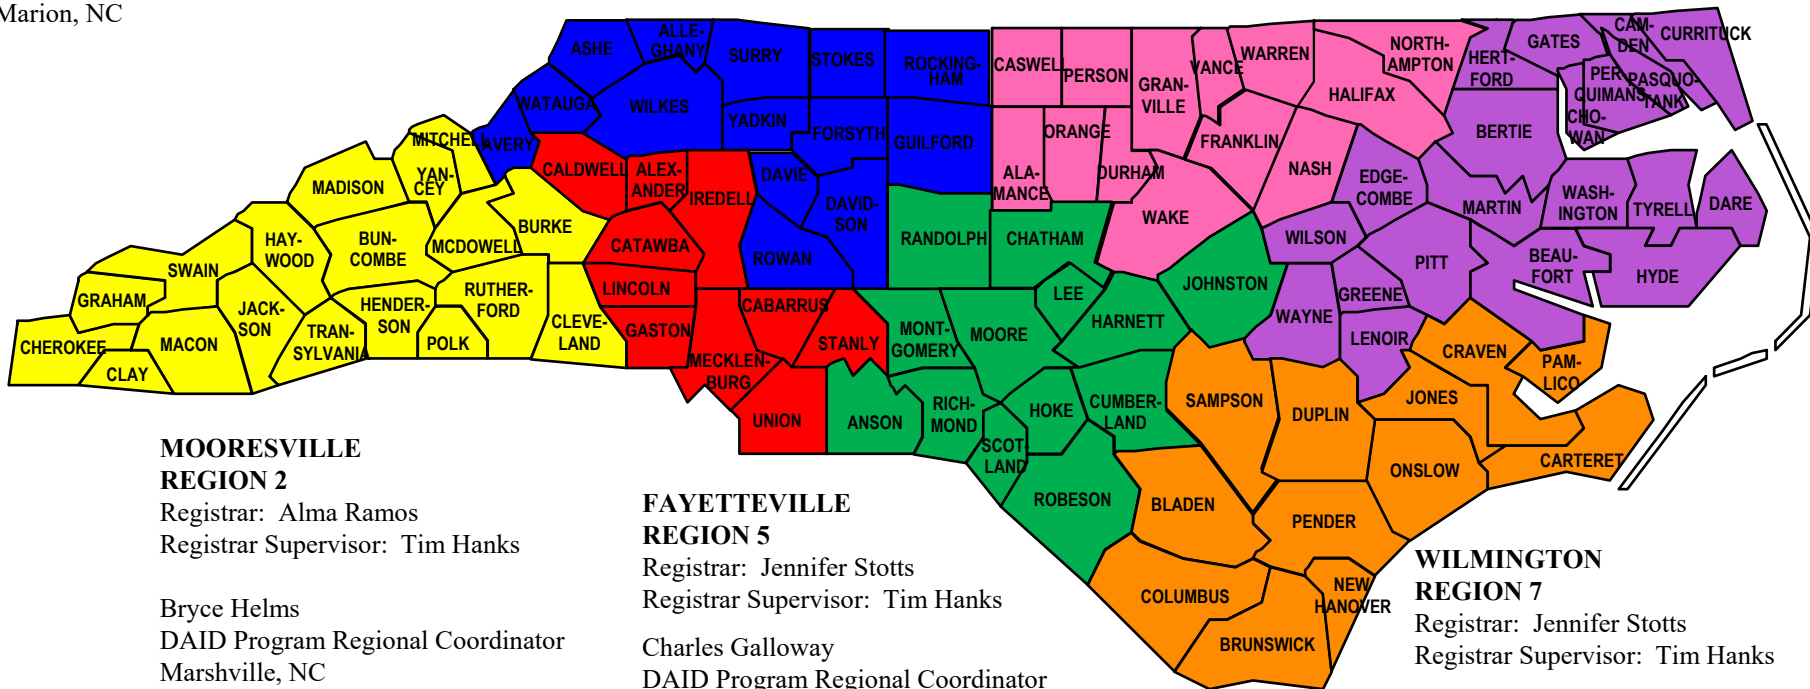 Marion, NC
ASHE
ALLE-
GHANY
SURRY
STOKES
ROCKING-
HAM
CASWELL
PERSON
GRAN-
VILLE
VANCE
WARREN
NORTH-
AMPTON
HERT-
FORD
GATES
CAM-
DEN
CURRITUCK
PER-
QUIMANS
PASQUO-
TANK
CHO-
WAN
WATAUGA
WILKES
YADKIN
FORSYTH
GUILFORD
ALA-
MANCE
ORANGE
DURHAM
FRANKLIN
HALIFAX
NASH
BERTIE
MITCHELL
AVERY
CALDWELL
ALEX-
ANDER
IREDELL
DAVIE
DAVID-
SON
ROWAN
RANDOLPH
CHATHAM
WAKE
EDGE-
COMBE
MARTIN
WASH-
INGTON
TYRELL
DARE
MADISON
YAN-
CEY
BURKE
MCDOWELL
BUN-
COMBE
HAY-
WOOD
SWAIN
GRAHAM
CHEROKEE
CLAY
MACON
JACK-
SON
TRAN-
SYLVANIA
HENDER-
SON
POLK
RUTHER-
FORD
CLEVE-
LAND
CATAWBA
LINCOLN
GASTON
MECKLEN-
BURG
CABARRUS
STANLY
UNION
MONT-
GOMERY
MOORE
LEE
HARNETT
JOHNSTON
WILSON
WAYNE
GREENE
LENOIR
PITT
BEAU-
FORT
HYDE
CRAVEN
PAM-
LICO
JONES
CARTERET
ONSLOW
DUPLIN
SAMPSON
ANSON
RICH-
MOND
SCOT-
LAND
HOKE
CUMBER-
LAND
ROBESON
BLADEN
PENDER
COLUMBUS
BRUNSWICK
NEW
HANOVER
MOORESVILLE
REGION 2
Registrar: Alma Ramos
Registrar Supervisor: Tim Hanks
Bryce Helms
DAID Program Regional Coordinator
Marshville, NC
FAYETTEVILLE
REGION 5
Registrar: Jennifer Stotts
Registrar Supervisor: Tim Hanks
Charles Galloway
DAID Program Regional Coordinator
WILMINGTON
REGION 7
Registrar: Jennifer Stotts
Registrar Supervisor: Tim Hanks